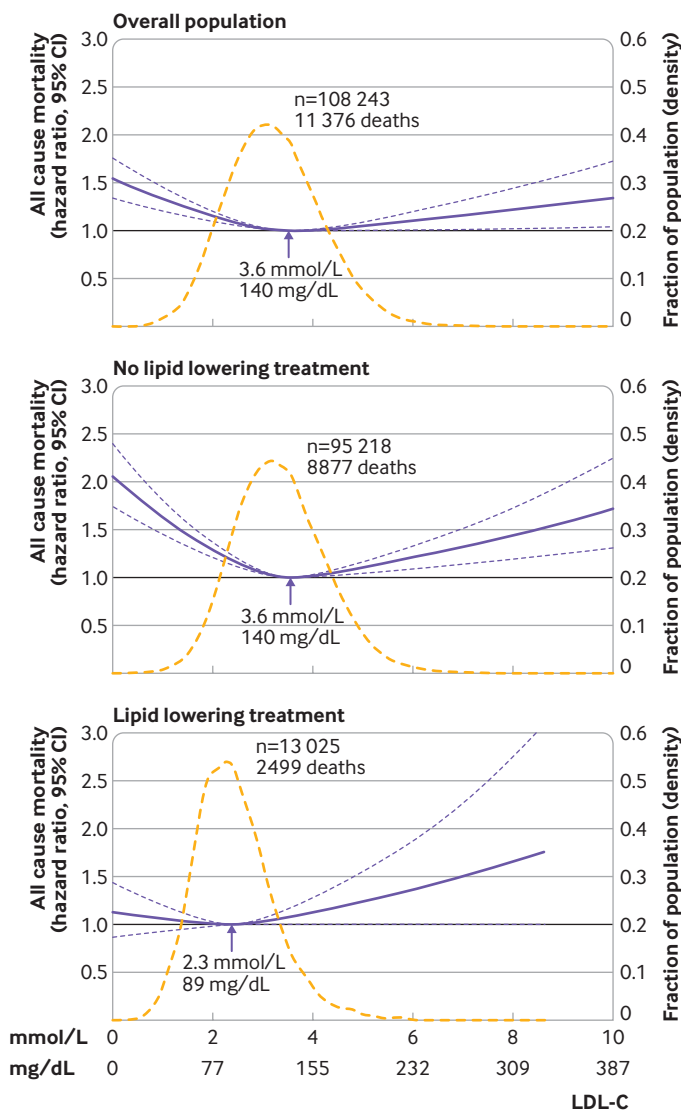 Overall population
All cause mortality
(hazard ratio, 95% CI)
3.0
2.5
2.0
1.5
1.0
0.5
n=108 243
11 376 deaths
3.6 mmol/L
140 mg/dL
0.6
0.5
0.4
0.3
0.2
0.1
0
Fraction of population (density)
No lipid lowering treatment
All cause mortality
(hazard ratio, 95% CI)
3.0
2.5
2.0
1.5
1.0
0.5
n=95 218
8877 deaths
3.6 mmol/L
140 mg/dL
0.6
0.5
0.4
0.3
0.2
0.1
0
Fraction of population (density)
Lipid lowering treatment
All cause mortality
(hazard ratio, 95% CI)
3.0
2.5
2.0
1.5
1.0
0.5
n=13 025
2499 deaths
2.3 mmol/L
89 mg/dL
0.6
0.5
0.4
0.3
0.2
0.1
0
Fraction of population (density)
mmol/L 0 2 4 6 8 10
mg/dL 0 77 155 232 309 387
LDL-C